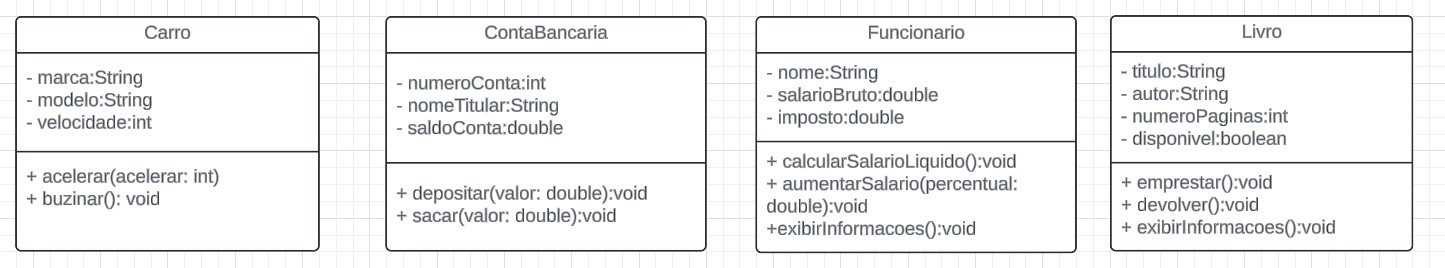 Carro
- marca:String
- modelo:String
- velocidade:int
+ acelerar(acelerar: int)
+ buzinar(): void
ContaBancaria
- numeroConta:int
- nomeTitular:String
- saldoConta:double
+ depositar(valor: double):void
+ sacar(valor: double):void
Funcionario
- nome:String
- salarioBruto:double
- imposto:double
+ calcularSalarioLiquido():void
+ aumentarSalario(percentual:
double):void
+exibirInformacoes():void
Livro
- titulo:String
- autor:String
- numeroPaginas:int
- disponivel:boolean
+ emprestar():void
+ devolver():void
+ exibirInformacoes():void